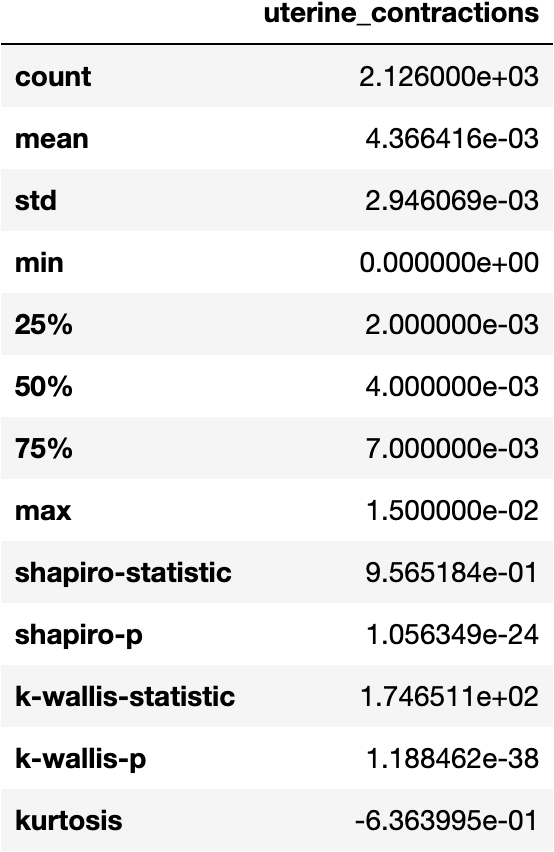 uterine_contractions
count 2.126000e+03
mean 4.366416e-03
std 2.946069e-03
min 0.000000e+00
25% 2.000000e-03
50% 4.000000e-03
75% 7.000000e-03
max 1.500000e-02
shapiro-statistic 9.565184e-01
shapiro-p 1.056349e-24
k-wallis-statistic 1.746511e+02
k-wallis-p 1.188462e-38
kurtosis -6.363995e-01